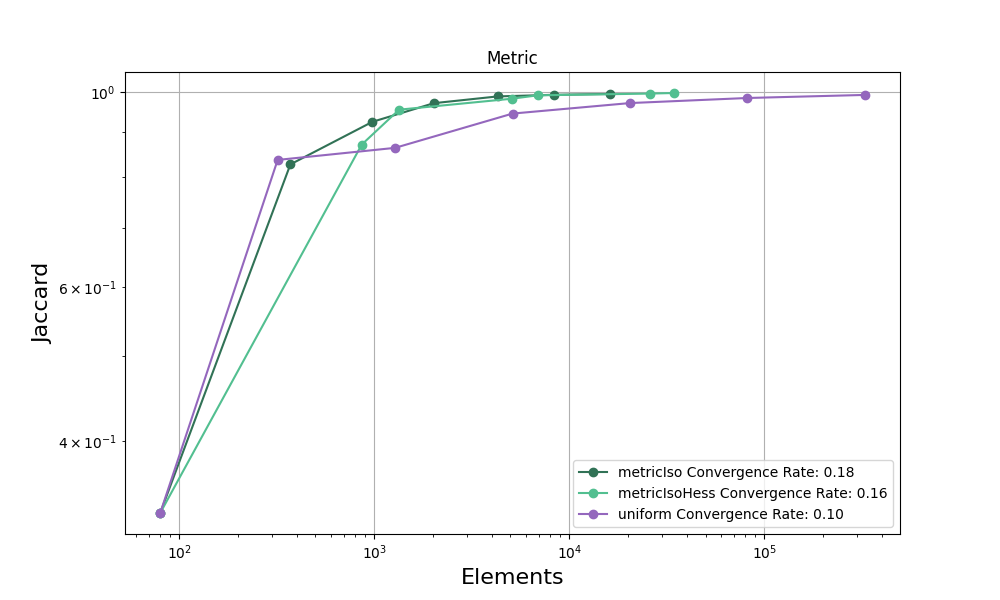 Metric
Jaccard
10⁰
6 × 10⁻¹
4 × 10⁻¹
metricIso Convergence Rate: 0.18
metricIsoHess Convergence Rate: 0.16
uniform Convergence Rate: 0.10
10² 10³ 10⁴ 10⁵
Elements